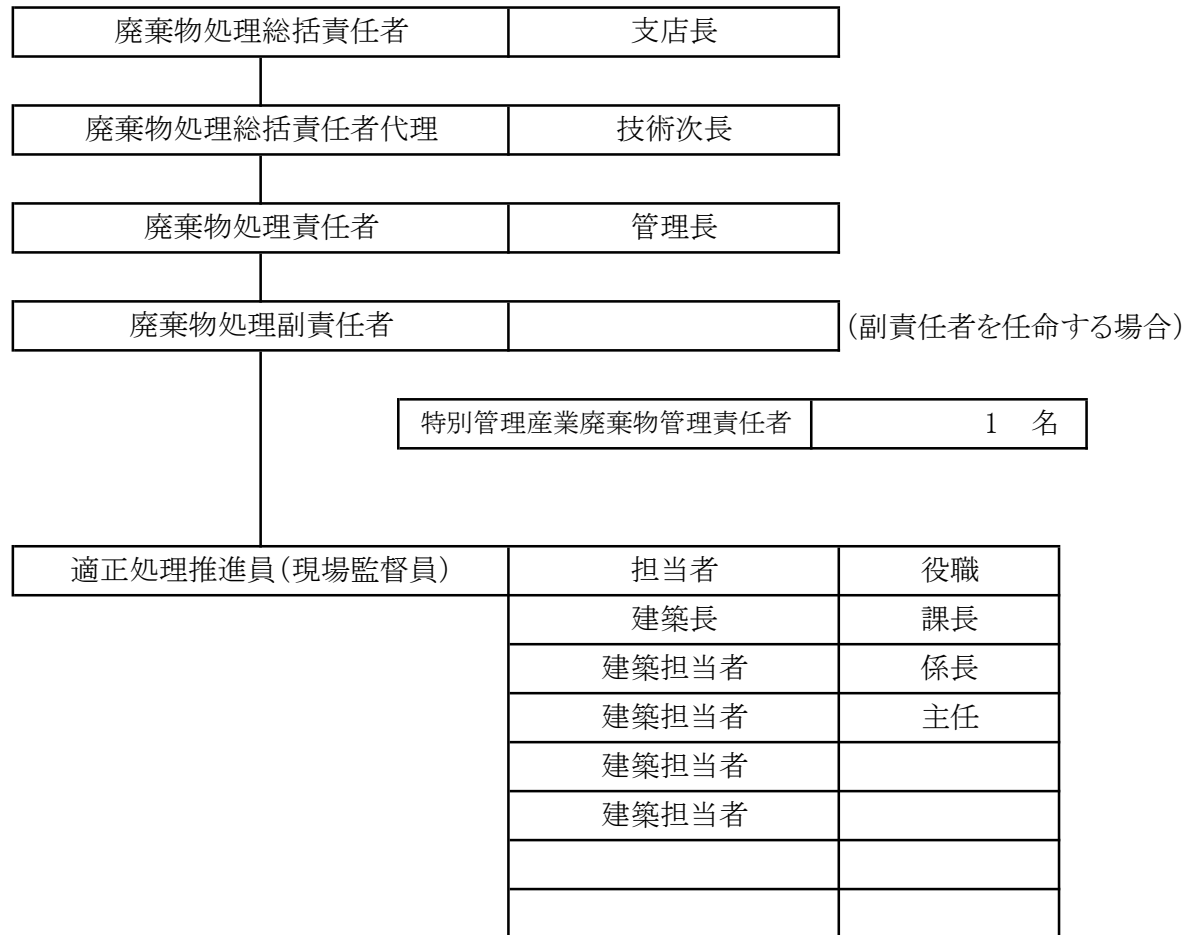 廃棄物処理総括責任者 支店長
廃棄物処理総括責任者代理 技術次長
廃棄物処理責任者 管理長
廃棄物処理副責任者 (副責任者を任命する場合)
特別管理産業廃棄物管理責任者 1 名
適正処理推進員(現場監督員) 担当者 役職
建築長 課長
建築担当者 係長
建築担当者 主任
建築担当者
建築担当者